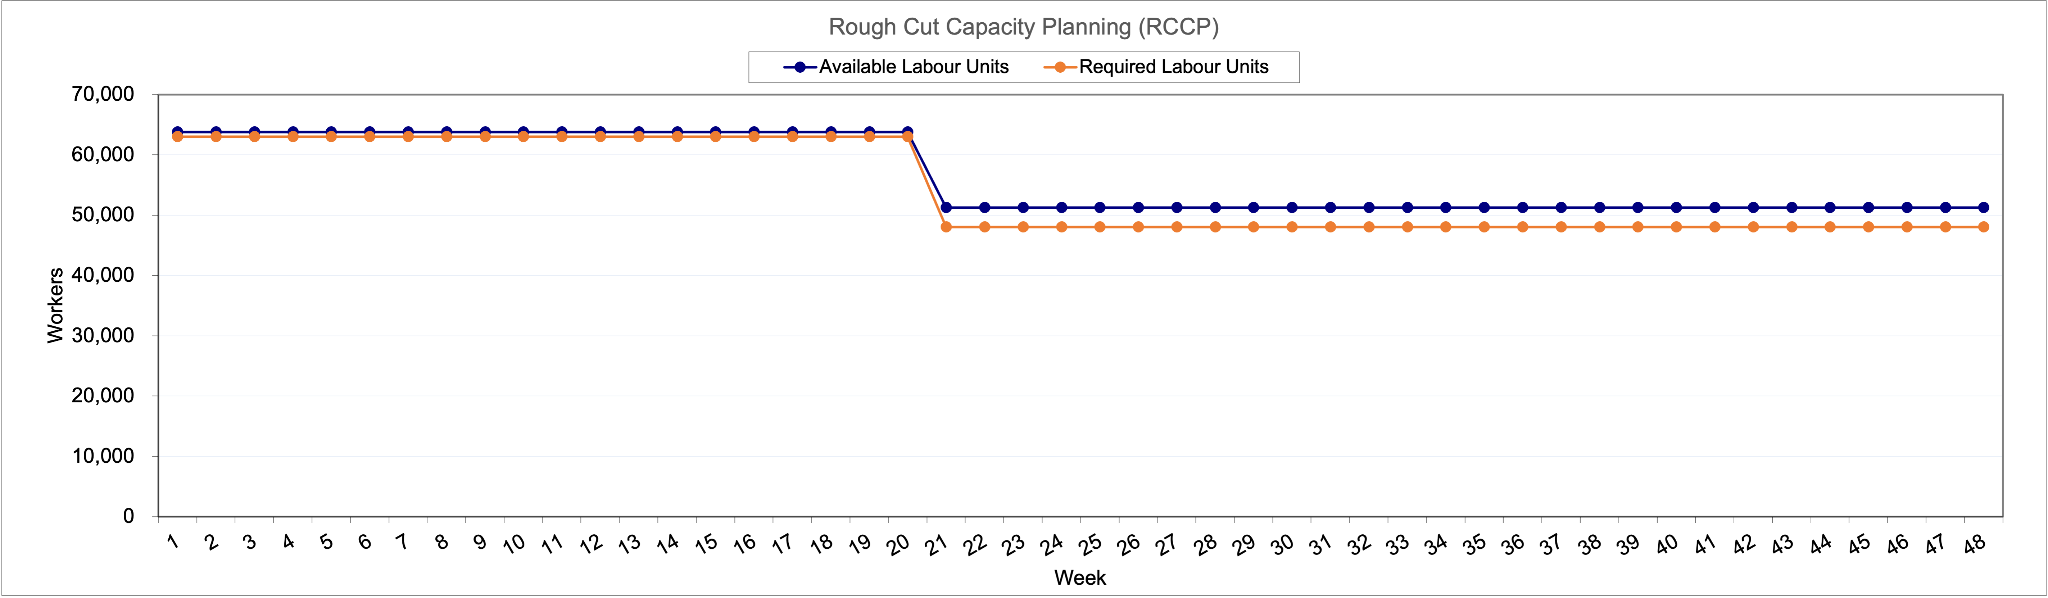 Rough Cut Capacity Planning (RCCP)
Available Labour Units Required Labour Units
70,000
60,000
50,000
40,000
30,000
20,000
10,000
0
Workers
1 2 3 4 5 6 7 8 9 10 11 12 13 14 15 16 17 18 19 20 21 22 23 24 25 26 27 28 29 30 31 32 33 34 35 36 37 38 39 40 41 42 43 44 45 46 47 48
Week